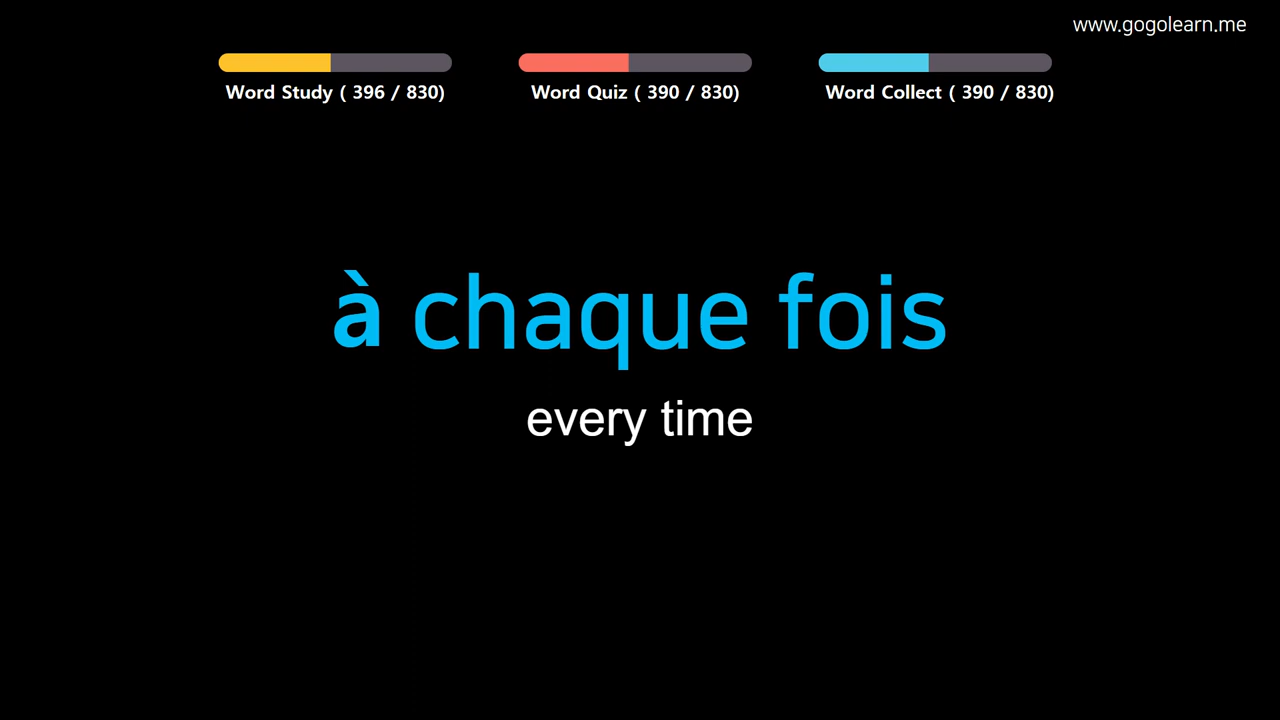 www.gogolearn.me
Word Study ( 396 / 830)
Word Quiz ( 390 / 830)
Word Collect ( 390 / 830)
à chaque fois
every time